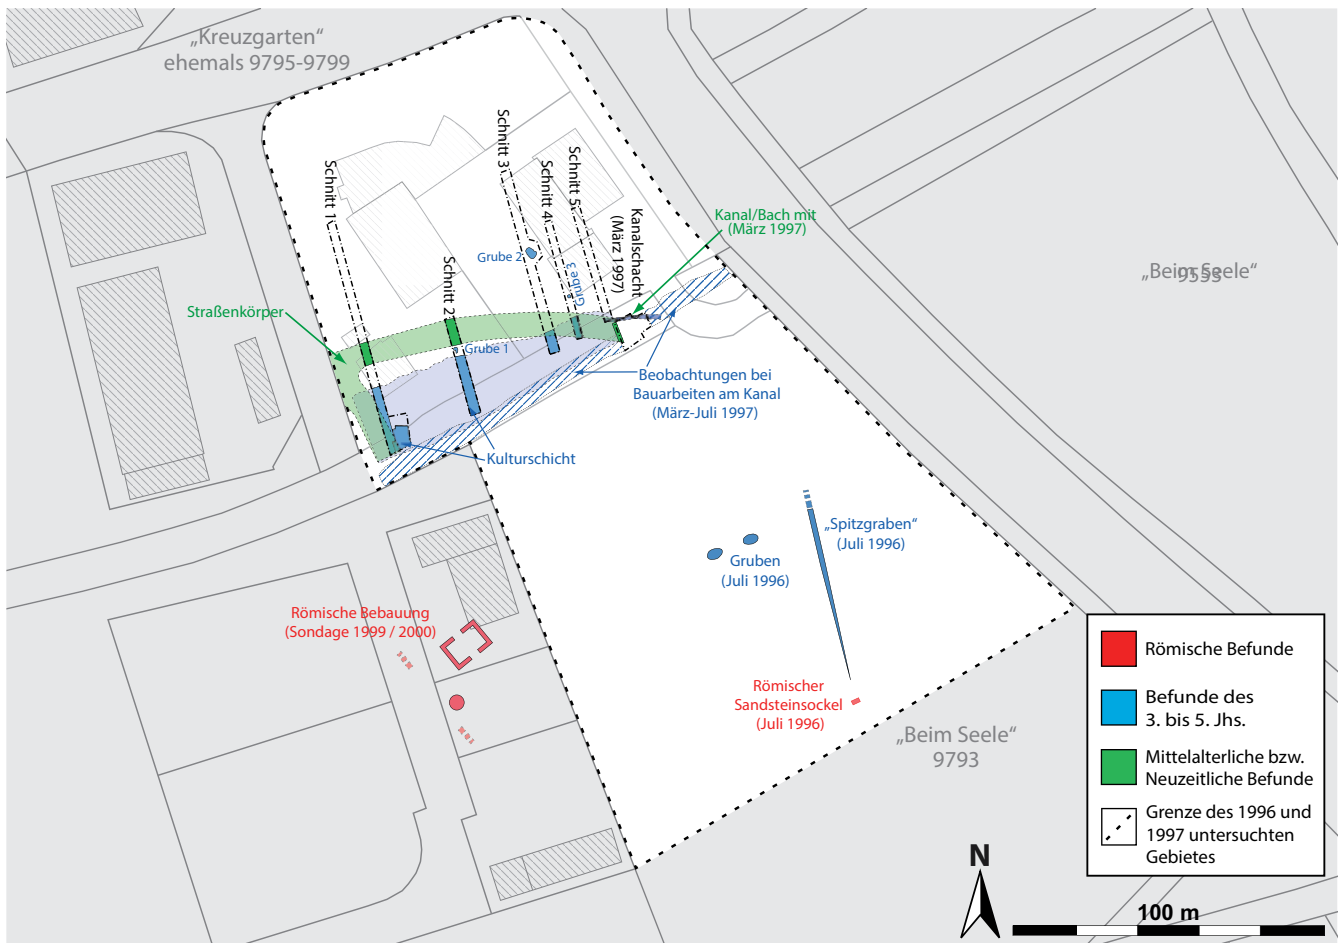 „Kreuzgarten“
ehemals 9795-9799
Schnitt 1
Schnitt 2
Schnitt 3
Schnitt 4
Schnitt 5
Kanalschacht
(März 1997)
Kanal/Bach mit
(März 1997)
Grube 2
Grube 3
Grube 1
Straßenkörper
„Beim Seele“
9553
Beobachtungen bei
Bauarbeiten am Kanal
(März-Juli 1997)
Kulturschicht
„Spitzgraben“
(Juli 1996)
Gruben
(Juli 1996)
Römische Bebauung
(Sondage 1999 / 2000)
Römischer
Sandsteinsockel
(Juli 1996)
„Beim Seele“
9793
Römische Befunde
Befunde des
3. bis 5. Jhs.
Mittelalterliche bzw.
Neuzeitliche Befunde
Grenze des 1996 und
1997 untersuchten
Gebietes
N
100 m